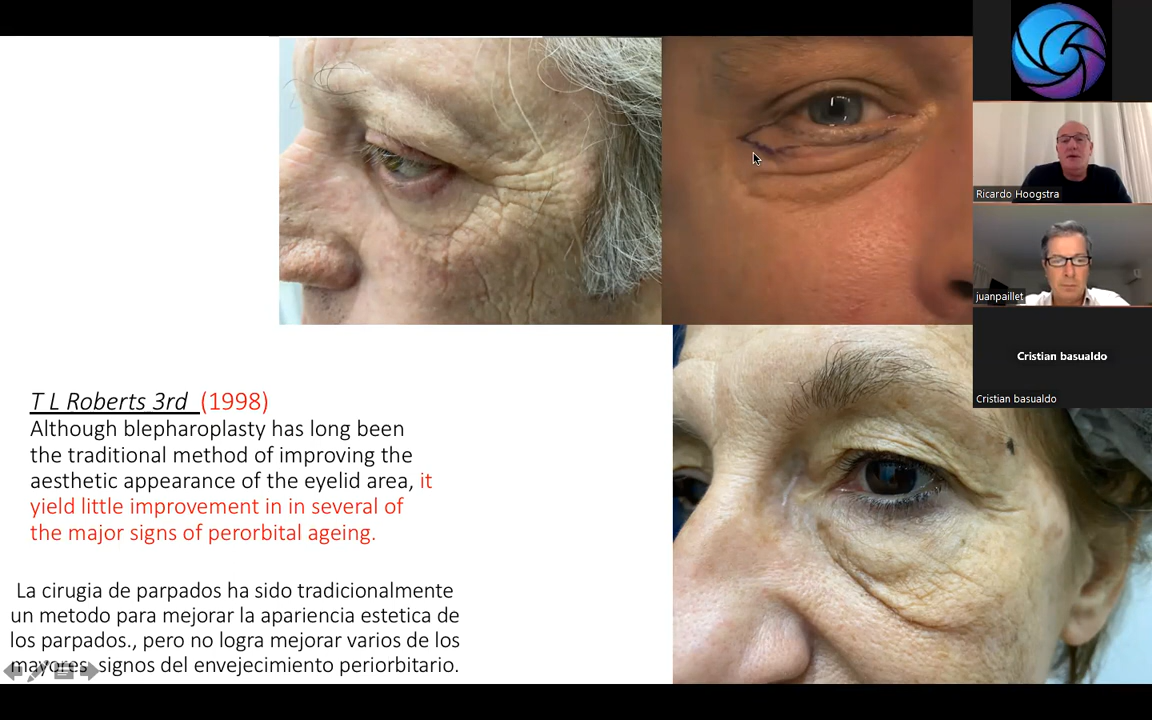 T L Roberts 3rd (1998)
Although blepharoplasty has long been
the traditional method of improving the
aesthetic appearance of the eyelid area, it
yield little improvement in in several of
the major signs of perorbital ageing.
La cirugia de parpados ha sido tradicionalmente
un metodo para mejorar la apariencia estetica de
los parpados., pero no logra mejorar varios de los
mayores signos del envejecimiento periorbitario.
Ricardo Hoogstra
juanpaillet
Cristian basualdo
Cristian basualdo